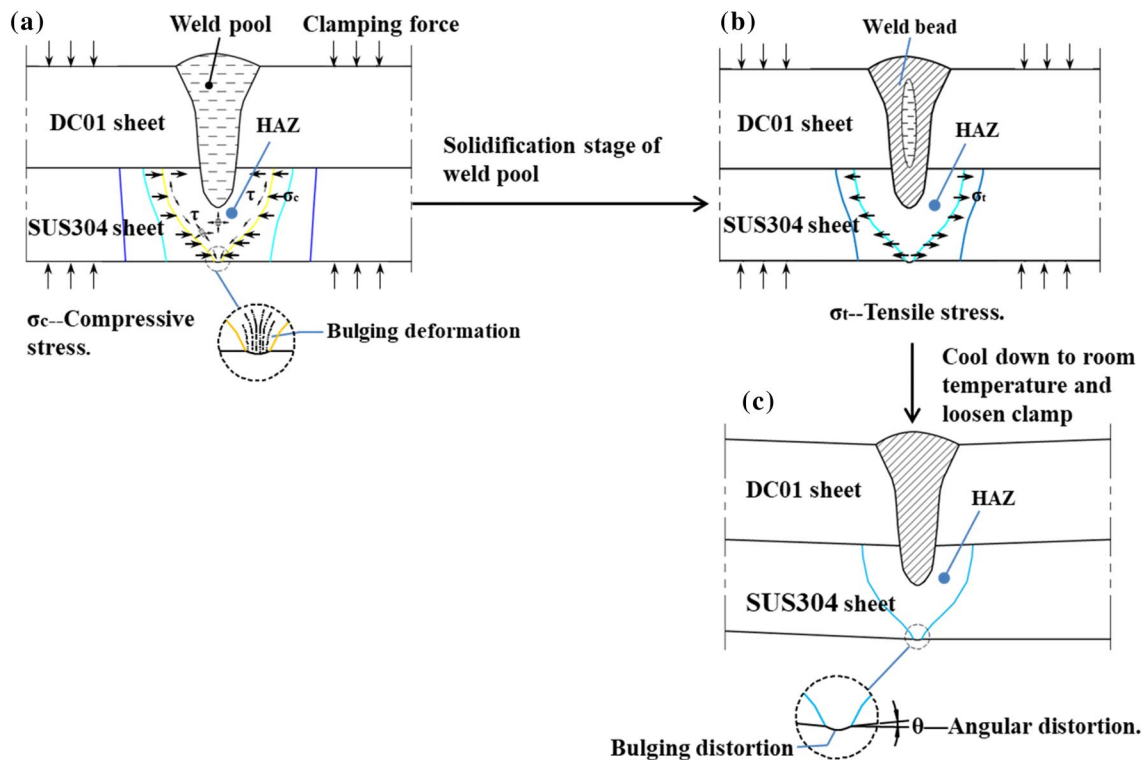 (a)
Weld pool
Clamping force
DC01 sheet
HAZ
τ
τ
σc
SUS304 sheet
σc--Compressive
stress.
Bulging deformation
Solidification stage of
weld pool
(b)
Weld bead
DC01 sheet
HAZ
σt
SUS304 sheet
σt--Tensile stress.
Cool down to room
temperature and
loosen clamp
(c)
DC01 sheet
HAZ
SUS304 sheet
θ—Angular distortion.
Bulging distortion